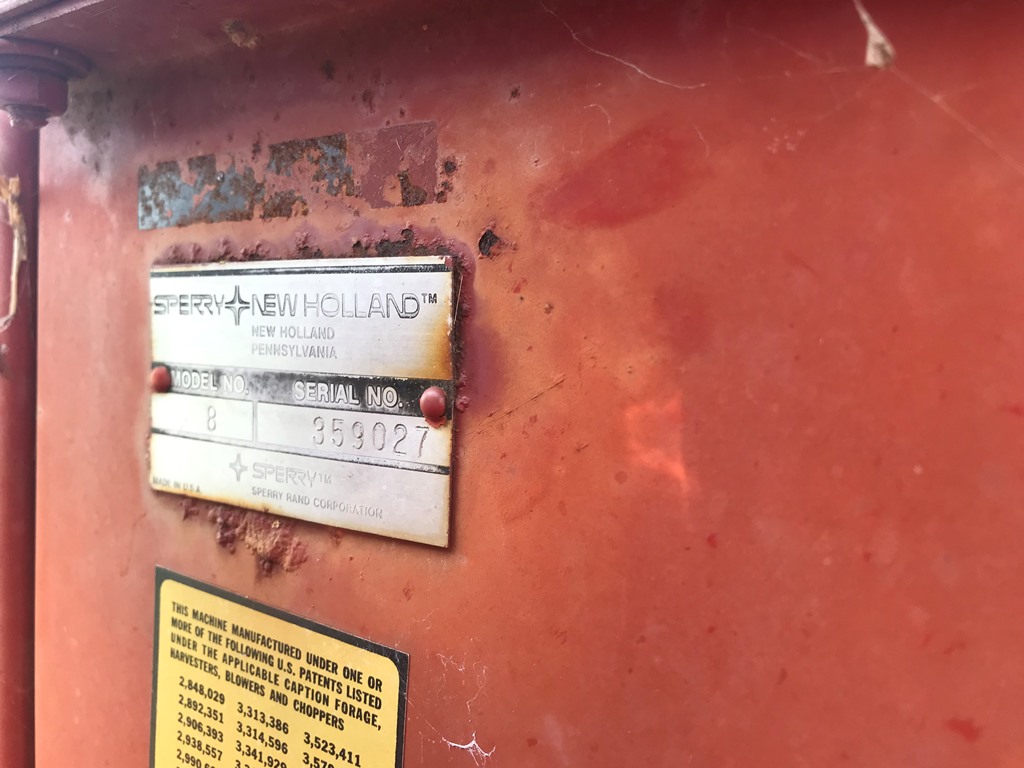 SPERRY NEW HOLLAND™
NEW HOLLAND
PENNSYLVANIA
MODEL NO. SERIAL NO.
8 359027
SPERRY™
MADE IN U.S.A
SPERRY RAND CORPORATION
THIS MACHINE MANUFACTURED UNDER ONE OR
MORE OF THE FOLLOWING U.S. PATENTS LISTED
UNDER THE APPLICABLE CAPTION FORAGE,
HARVESTERS, BLOWERS AND CHOPPERS
2,848,029 3,313,386 3,523,411
2,892,351 3,314,596
2,906,393 3,341,929
2,938,557